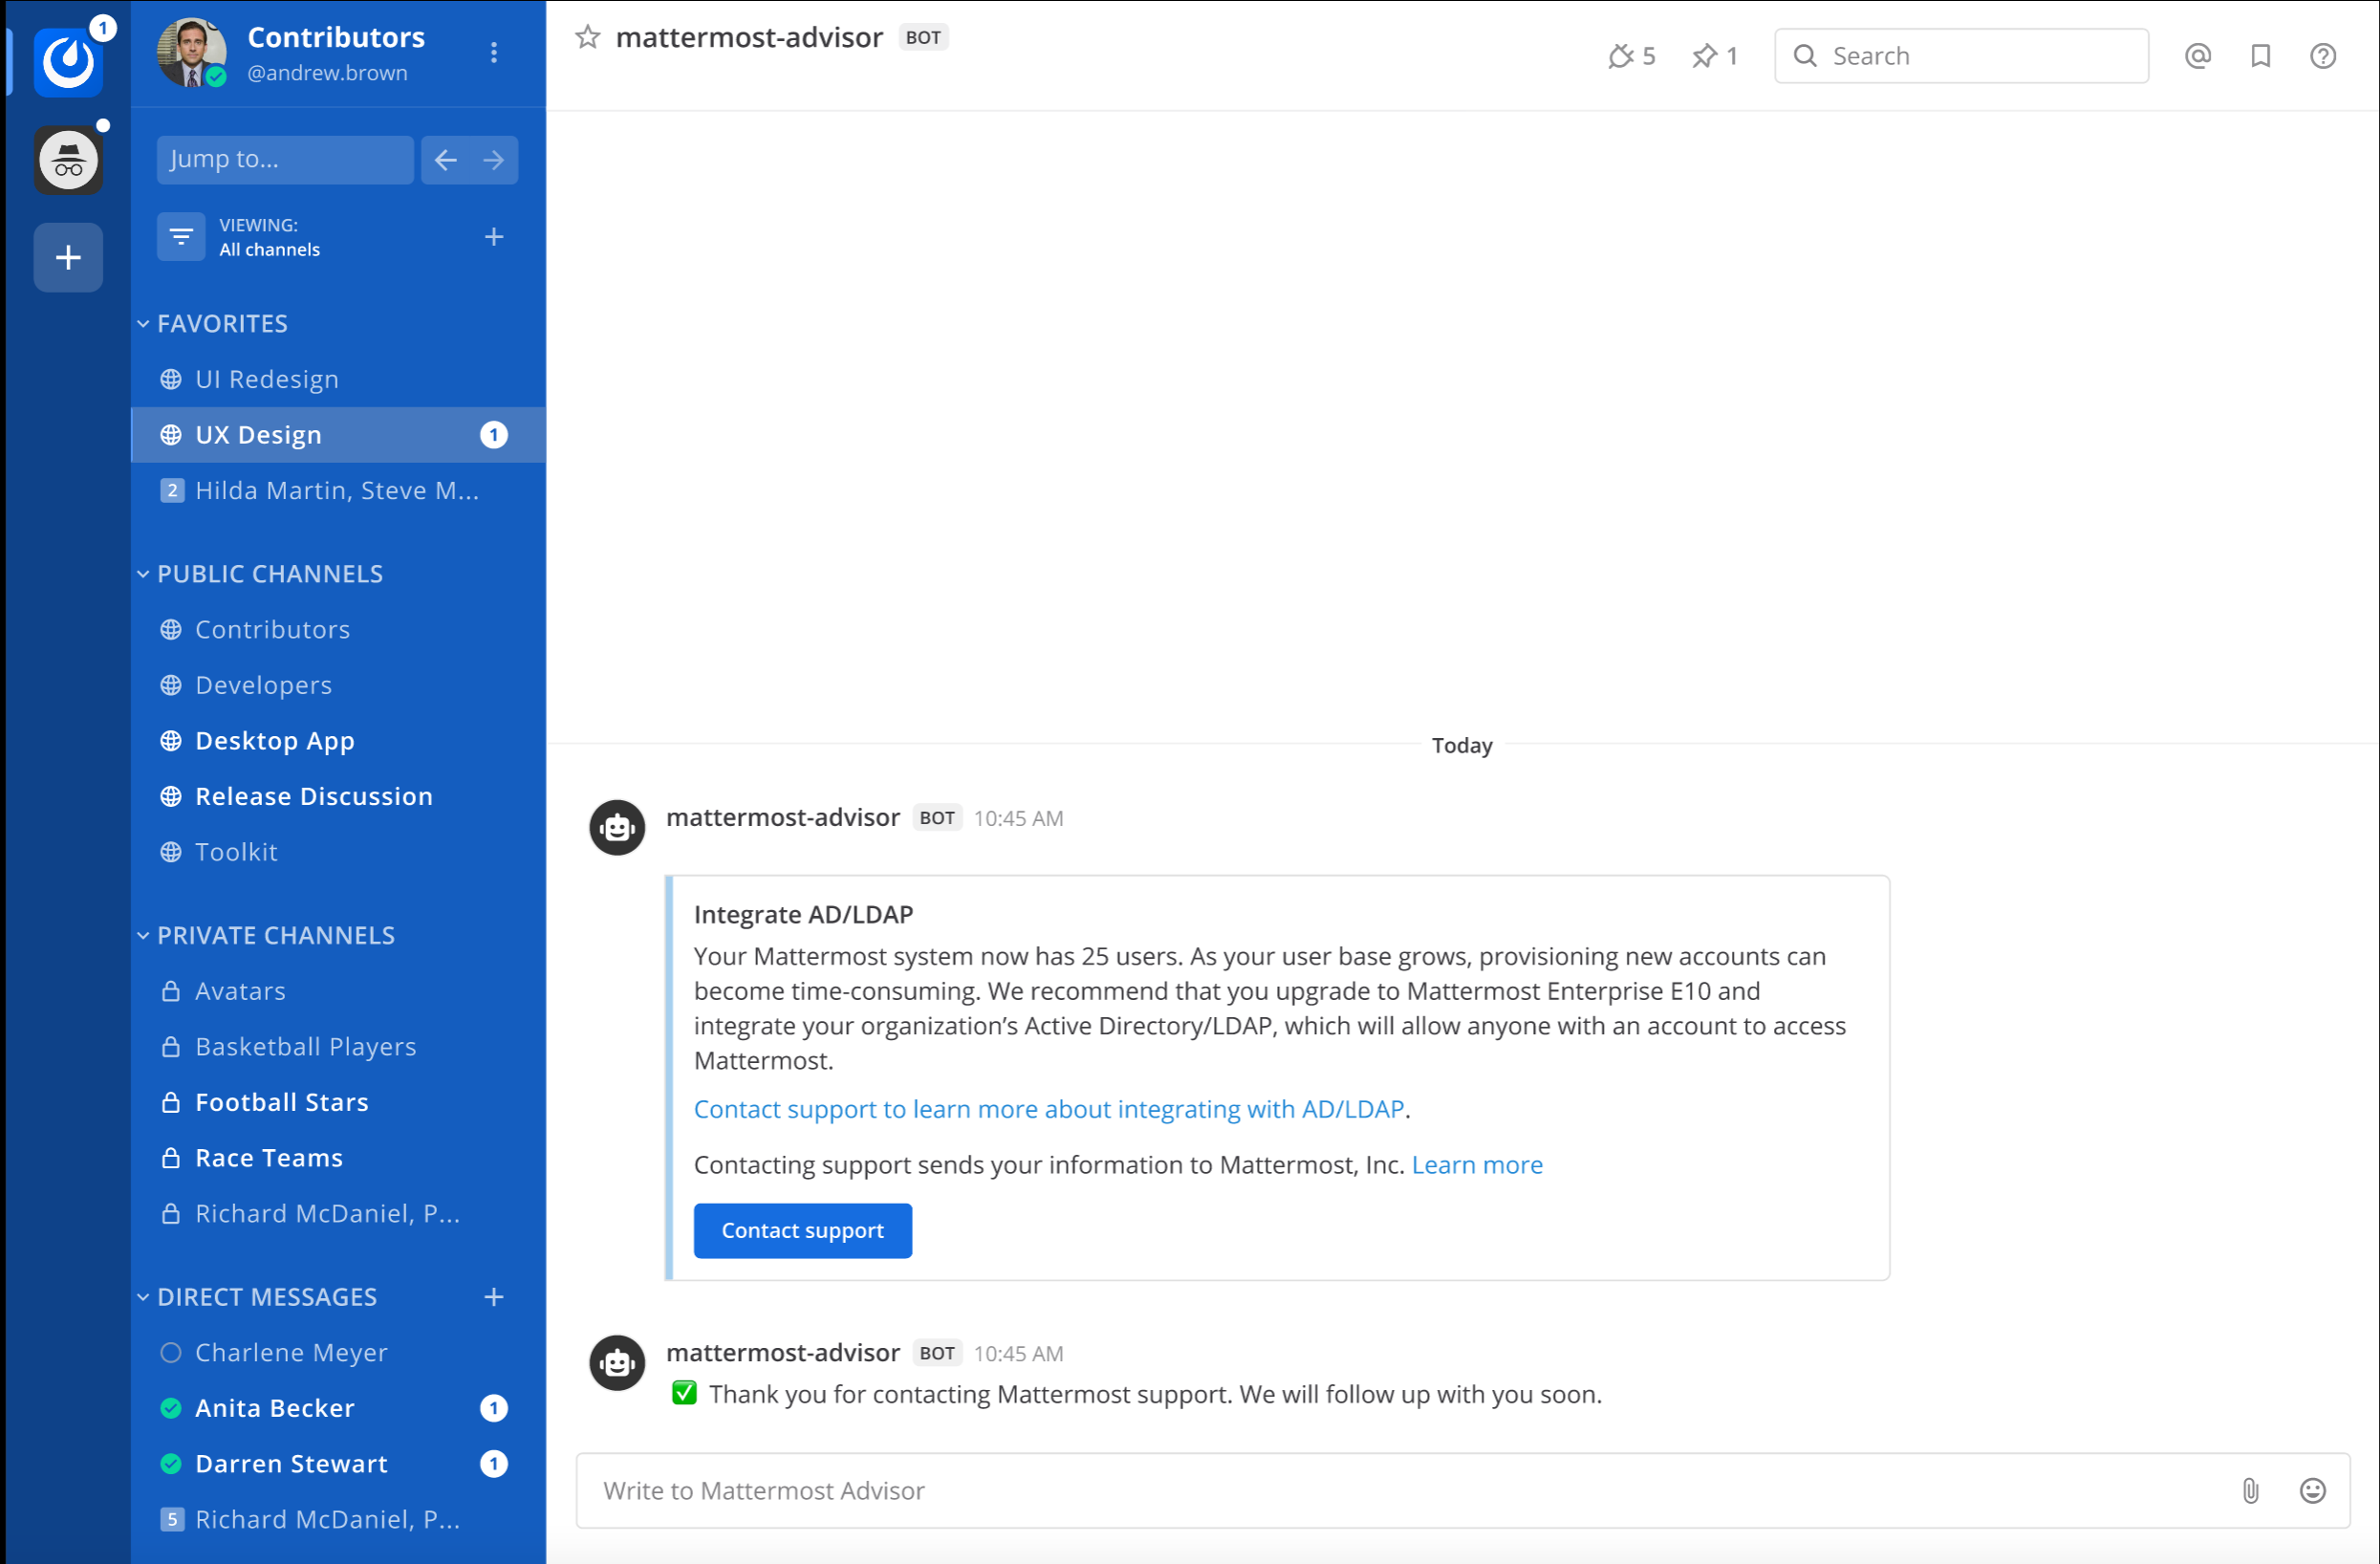 1
Contributors
@andrew.brown
Jump to...
VIEWING:
All channels
FAVORITES
UI Redesign
UX Design 1
2 Hilda Martin, Steve M...
PUBLIC CHANNELS
Contributors
Developers
Desktop App
Release Discussion
Toolkit
PRIVATE CHANNELS
Avatars
Basketball Players
Football Stars
Race Teams
Richard McDaniel, P...
DIRECT MESSAGES
Charlene Meyer
Anita Becker 1
Darren Stewart 1
5 Richard McDaniel, P...
mattermost-advisor BOT
5 1 Search
Today
mattermost-advisor BOT 10:45 AM
Integrate AD/LDAP
Your Mattermost system now has 25 users. As your user base grows, provisioning new accounts can
become time-consuming. We recommend that you upgrade to Mattermost Enterprise E10 and
integrate your organization’s Active Directory/LDAP, which will allow anyone with an account to access
Mattermost.
Contact support to learn more about integrating with AD/LDAP.
Contacting support sends your information to Mattermost, Inc. Learn more
Contact support
mattermost-advisor BOT 10:45 AM
✅ Thank you for contacting Mattermost support. We will follow up with you soon.
Write to Mattermost Advisor